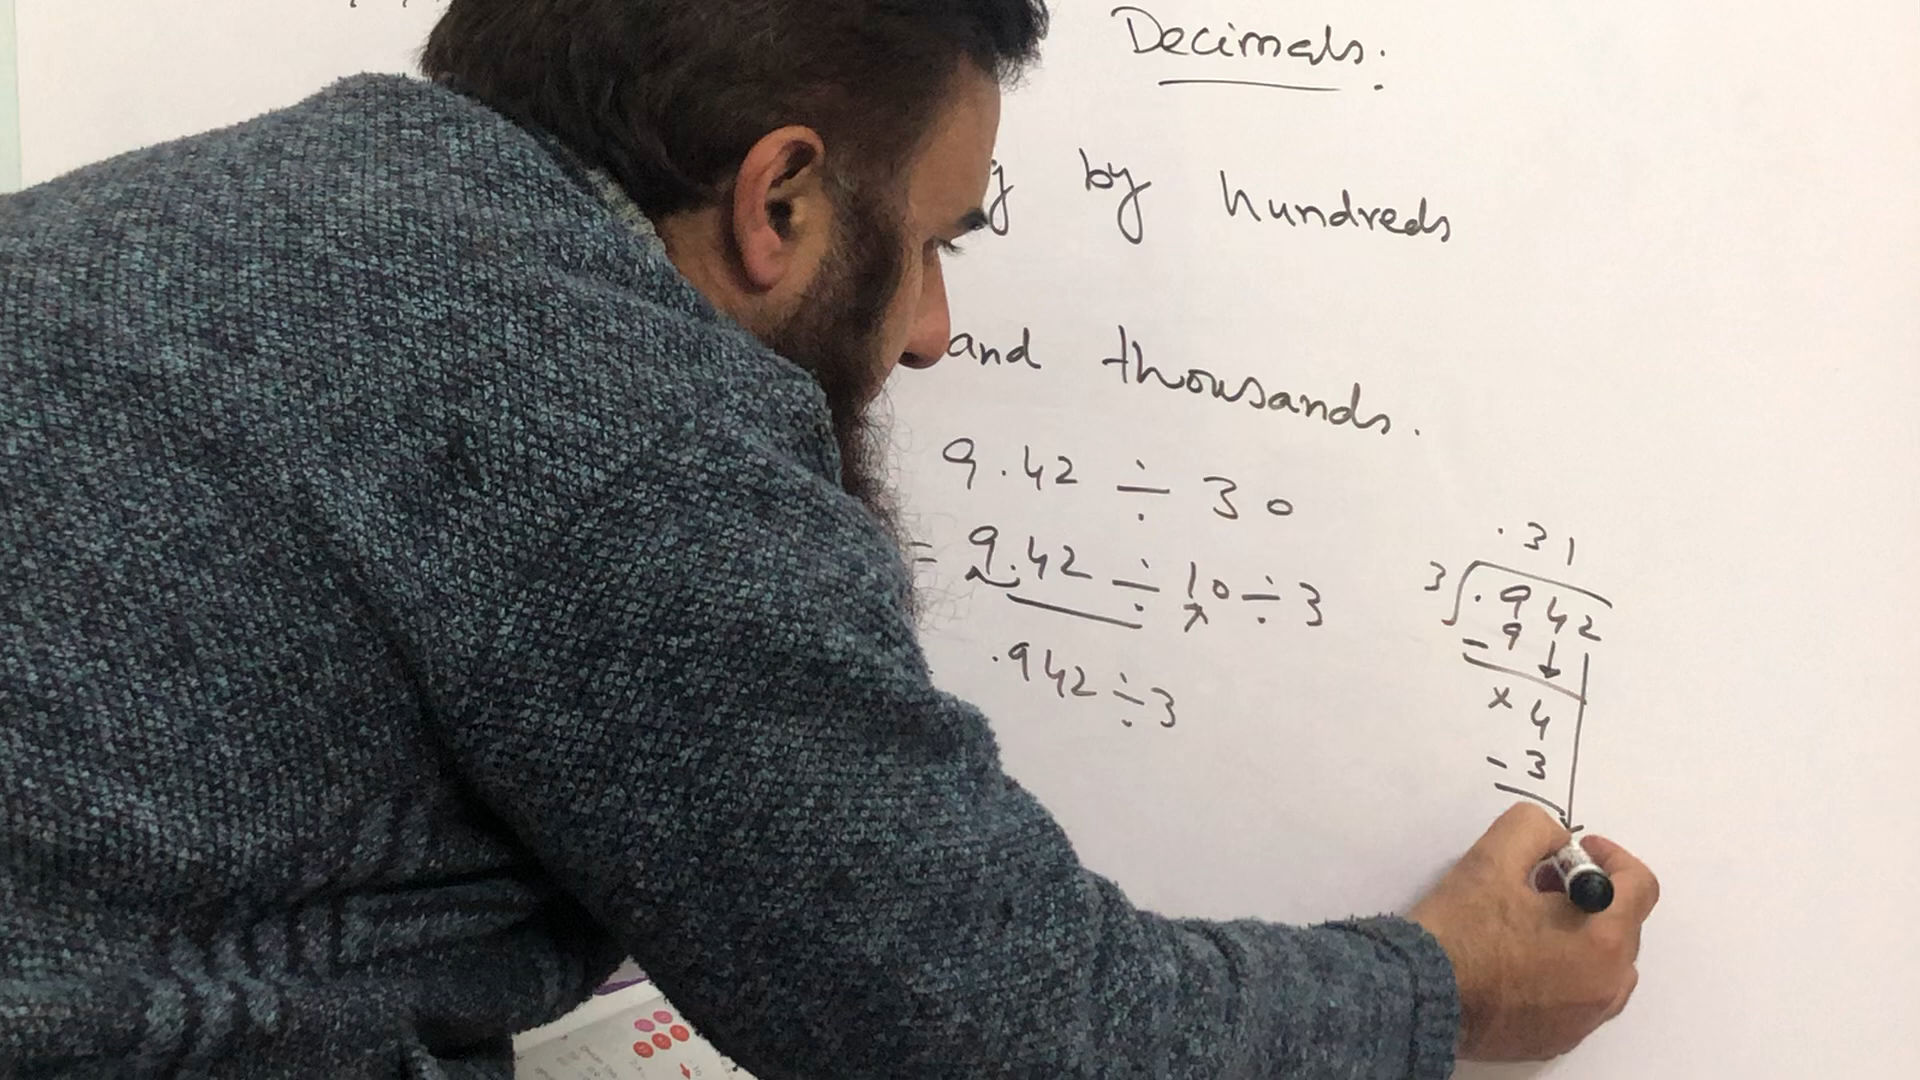 Decimals.
by hundreds
and thousands.
9.42 ÷ 30
= 9.42 ÷ 10 ÷ 3
.942 ÷ 3
.31
3 .942
- 9
x 4
- 3